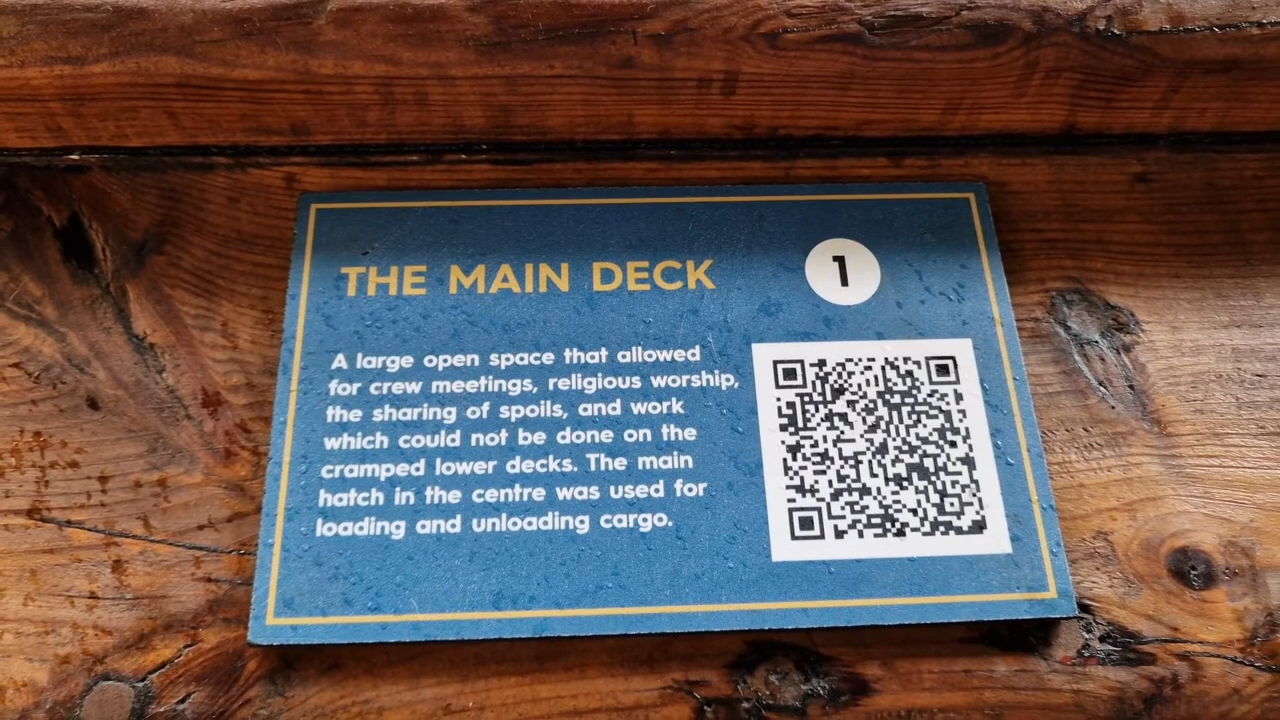 THE MAIN DECK
1
A large open space that allowed
for crew meetings, religious worship,
the sharing of spoils, and work
which could not be done on the
cramped lower decks. The main
hatch in the centre was used for
loading and unloading cargo.